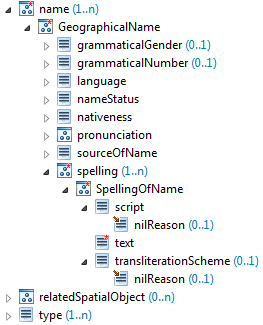 name (1..n)
GeographicalName
grammaticalGender (0..1)
grammaticalNumber (0..1)
language
nameStatus
nativeness
pronunciation
sourceOfName
spelling (1..n)
SpellingOfName
script
nilReason (0..1)
text
transliterationScheme (0..1)
nilReason (0..1)
relatedSpatialObject (0..n)
type (1..n)